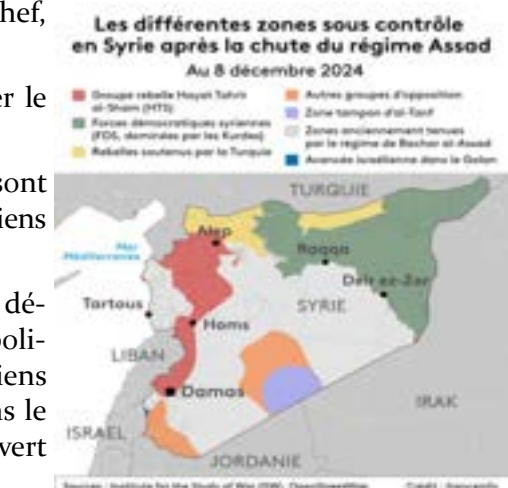 hef,
er le
sont
iens
dé-
poli-
iens
s le
vert
Les différentes zones sous contrôle
en Syrie après la chute du régime Assad
Au 8 décembre 2024
Groupe rebelle Hayat Tahrir
al-Sham (HTS)
Forces démocratiques syriennes
(FDS, dominées par les Kurdes)
Rebelles soutenus par la Turquie
Autres groupes d'opposition
Zone tampon d'al-Tanf
Zones anciennement tenues
par le régime de Bachar al-Assad
Avancée israélienne dans le Golan
TURQUIE
Mer
Méditerranée
Alep
Raqqa
Deir ez-Zor
Tartous
SYRIE
Homs
LIBAN
Damas
IRAK
ISRAEL
JORDANIE
Sources : Institute for the Study of War (ISW), OpenStreetMap
Crédit : franceinfo